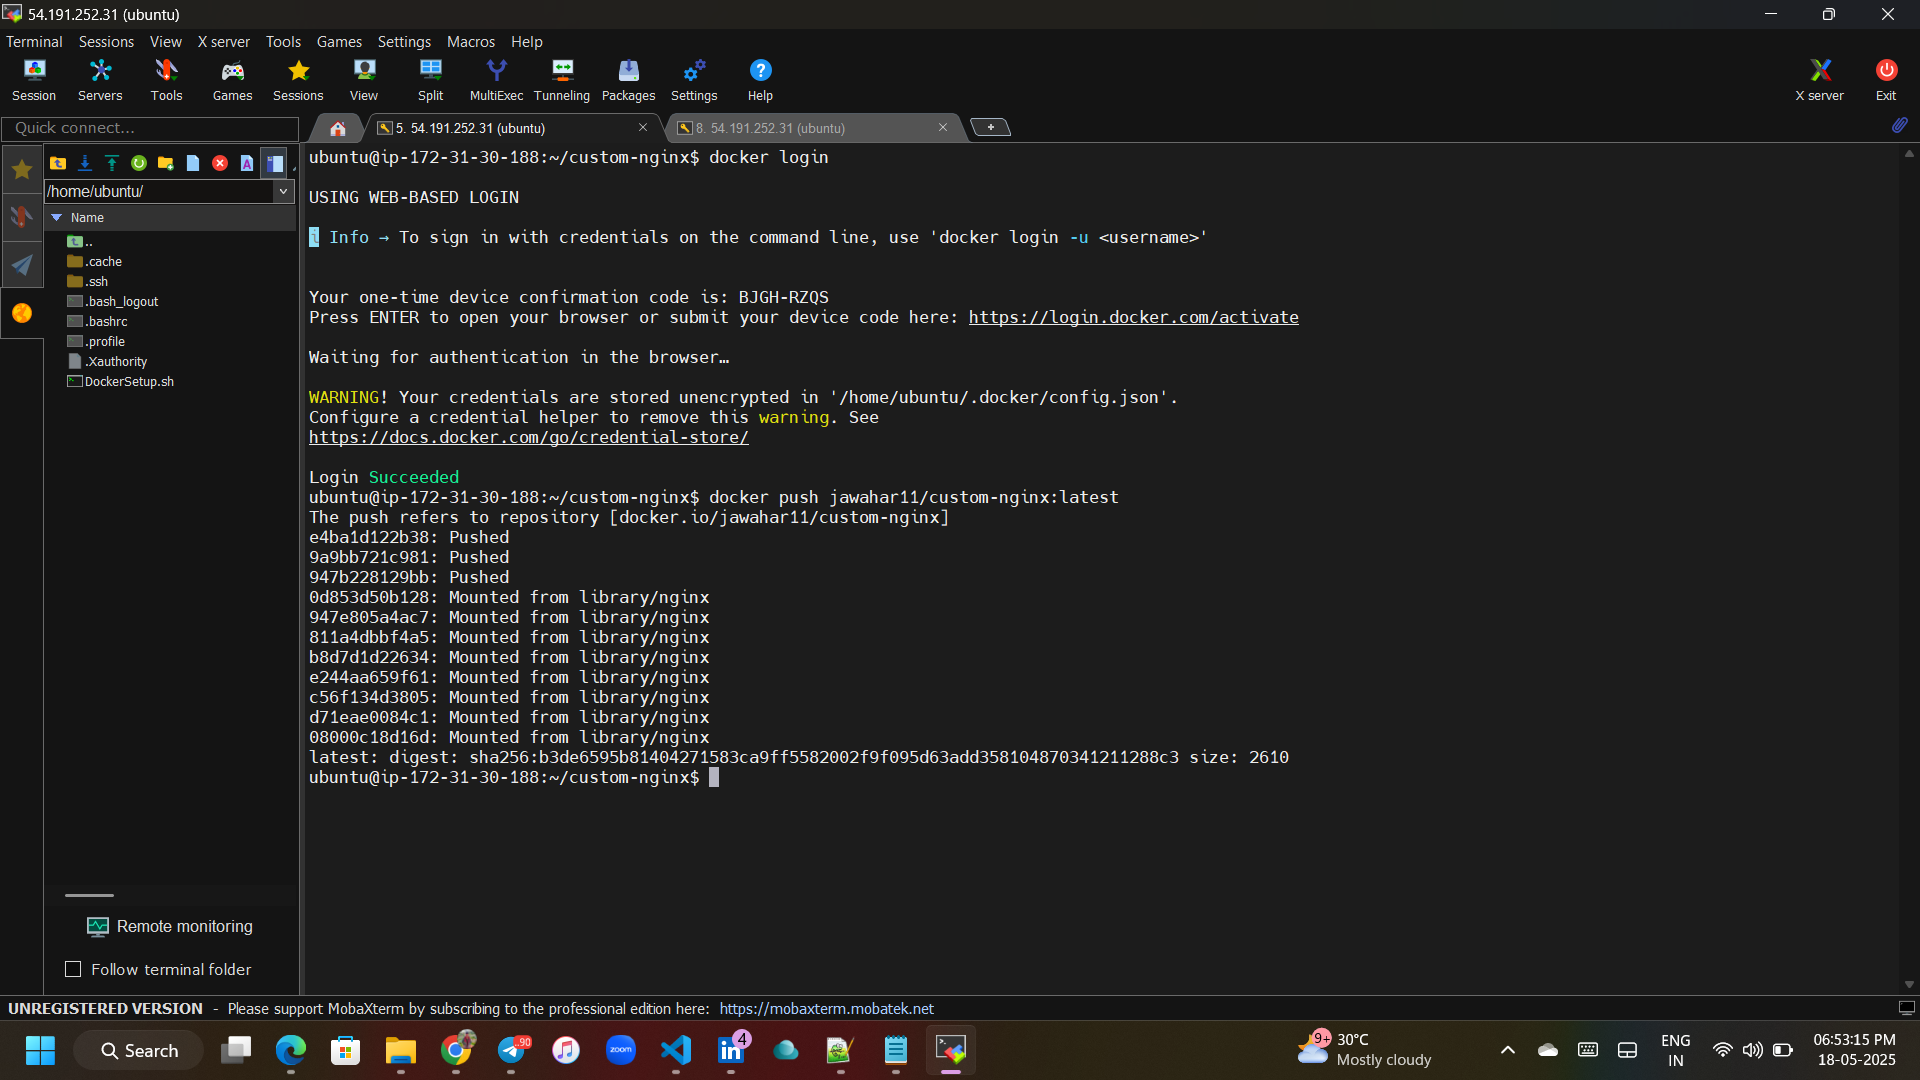 54.191.252.31 (ubuntu)
Terminal Sessions View X server Tools Games Settings Macros Help
Session Servers Tools Games Sessions View Split MultiExec Tunneling Packages Settings Help X server Exit
Quick connect...
5. 54.191.252.31 (ubuntu)
8. 54.191.252.31 (ubuntu)
/home/ubuntu/
Name
..
.cache
.ssh
.bash_logout
.bashrc
.profile
.Xauthority
DockerSetup.sh
Remote monitoring
Follow terminal folder
ubuntu@ip-172-31-30-188:~/custom-nginx$ docker login
USING WEB-BASED LOGIN
i Info → To sign in with credentials on the command line, use 'docker login -u <username>'
Your one-time device confirmation code is: BJGH-RZQS
Press ENTER to open your browser or submit your device code here: https://login.docker.com/activate
Waiting for authentication in the browser…
WARNING! Your credentials are stored unencrypted in '/home/ubuntu/.docker/config.json'.
Configure a credential helper to remove this warning. See
https://docs.docker.com/go/credential-store/
Login Succeeded
ubuntu@ip-172-31-30-188:~/custom-nginx$ docker push jawahar11/custom-nginx:latest
The push refers to repository [docker.io/jawahar11/custom-nginx]
e4ba1d122b38: Pushed
9a9bb721c981: Pushed
947b228129bb: Pushed
0d853d50b128: Mounted from library/nginx
947e805a4ac7: Mounted from library/nginx
811a4dbbf4a5: Mounted from library/nginx
b8d7d1d22634: Mounted from library/nginx
e244aa659f61: Mounted from library/nginx
c56f134d3805: Mounted from library/nginx
d71eae0084c1: Mounted from library/nginx
08000c18d16d: Mounted from library/nginx
latest: digest: sha256:b3de6595b81404271583ca9ff5582002f9f095d63add358104870341211288c3 size: 2610
ubuntu@ip-172-31-30-188:~/custom-nginx$
UNREGISTERED VERSION - Please support MobaXterm by subscribing to the professional edition here: https://mobaxterm.mobatek.net
Search
.90
zoom
in
4
9+
30°C
Mostly cloudy
ENG
IN
06:53:15 PM
18-05-2025